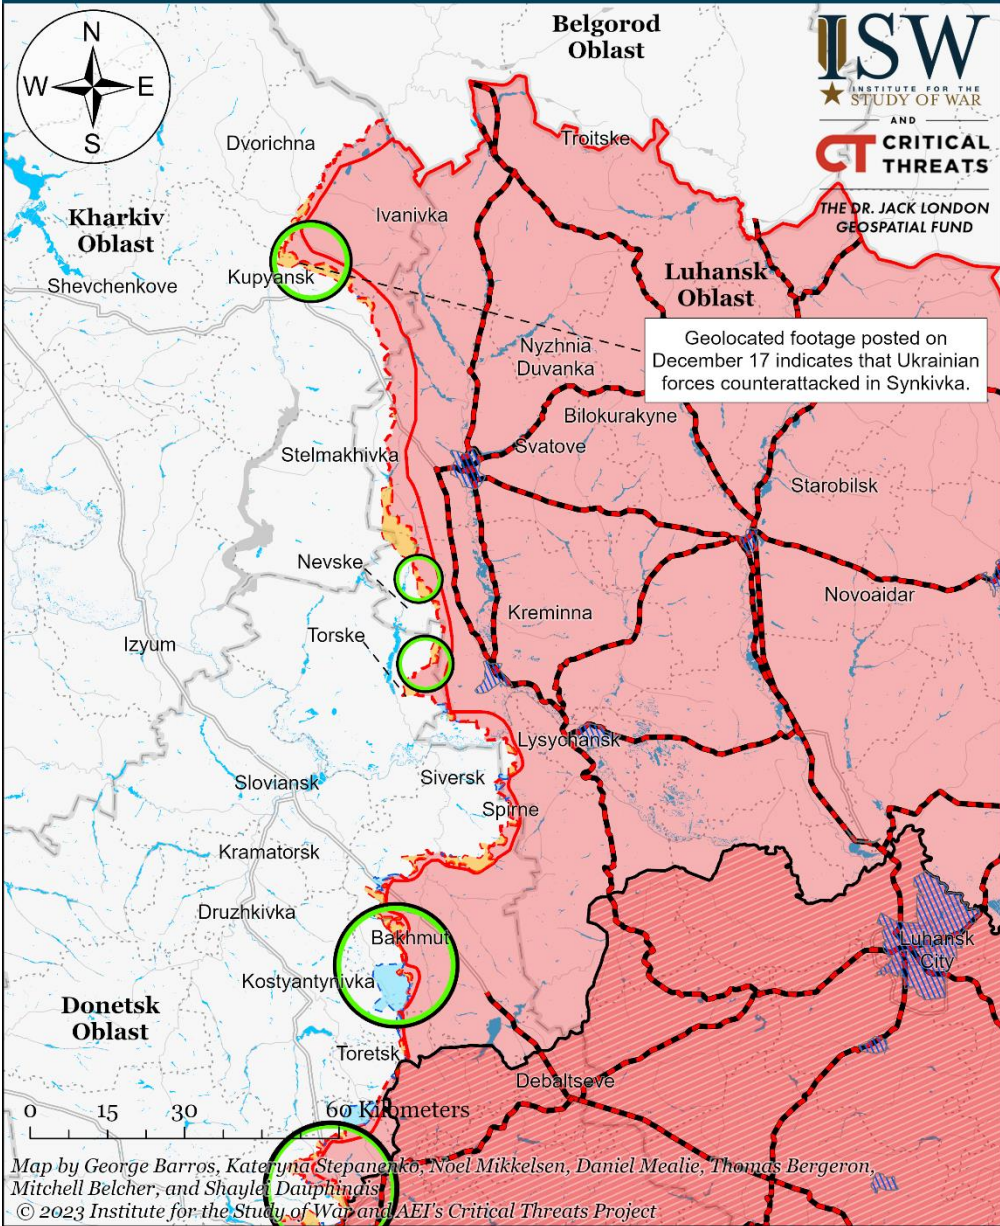 Belgorod
Oblast
N
W
E
S
ISW
INSTITUTE FOR THE
STUDY OF WAR
AND
CT CRITICAL
THREATS
THE DR. JACK LONDON
GEOSPATIAL FUND
Dvorichna
Troitske
Kharkiv
Oblast
Ivanivka
Shevchenkove
Kupyansk
Luhansk
Oblast
Geolocated footage posted on
December 17 indicates that Ukrainian
forces counterattacked in Synkivka.
Nyzhnia
Duvanka
Bilokurakyne
Stelmakhivka
Svatove
Starobilsk
Nevske
Novoaidar
Kreminna
Torske
Izyum
Lysychansk
Sloviansk
Siversk
Spirne
Kramatorsk
Druzhkivka
Bakhmut
Luhansk
City
Kostyantynivka
Donetsk
Oblast
Toretsk
Debaltseve
0 15 30 60 Kilometers
Map by George Barros, Kateryna Stepanenko, Noel Mikkelsen, Daniel Mealie, Thomas Bergeron,
Mitchell Belcher, and Shaylei Dauphinais
© 2023 Institute for the Study of War and AEI's Critical Threats Project